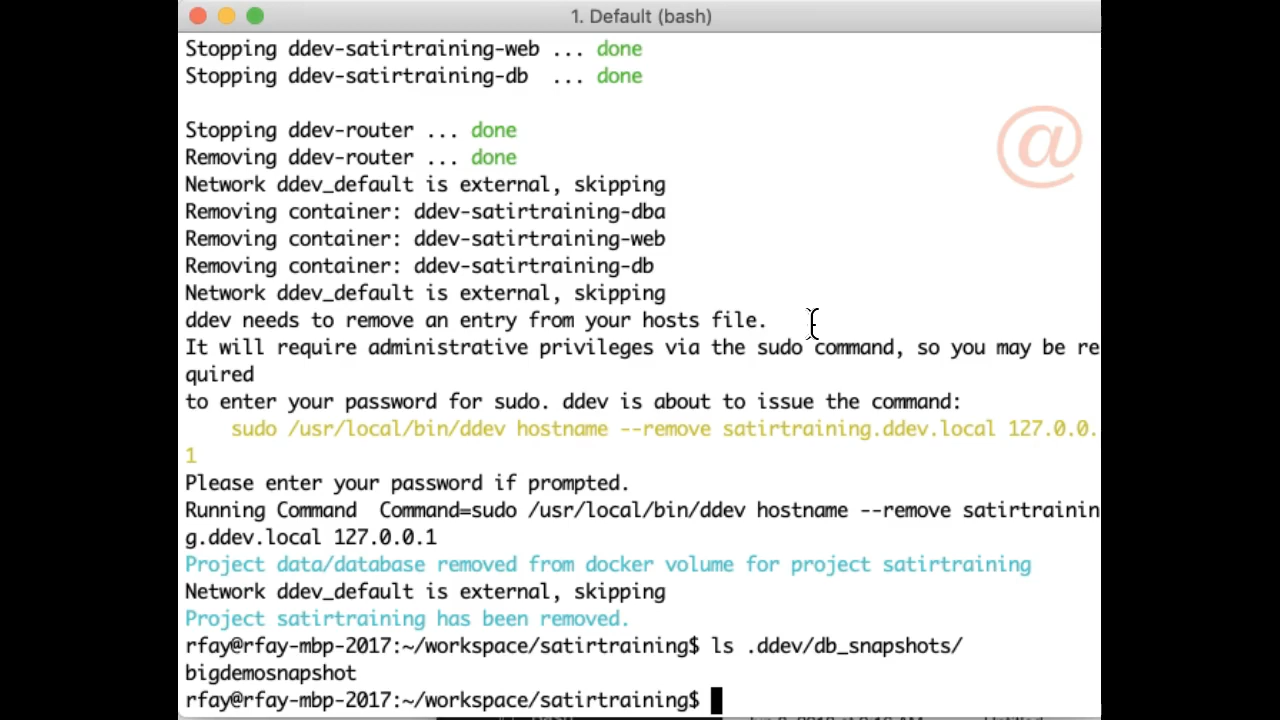 1. Default (bash)
Stopping ddev-satirtraining-web ... done
Stopping ddev-satirtraining-db  ... done
Stopping ddev-router ... done
Removing ddev-router ... done
Network ddev_default is external, skipping
Removing container: ddev-satirtraining-dba
Removing container: ddev-satirtraining-web
Removing container: ddev-satirtraining-db
Network ddev_default is external, skipping
ddev needs to remove an entry from your hosts file.
It will require administrative privileges via the sudo command, so you may be re
quired
to enter your password for sudo. ddev is about to issue the command:
    sudo /usr/local/bin/ddev hostname --remove satirtraining.ddev.local 127.0.0.
1
Please enter your password if prompted.
Running Command  Command=sudo /usr/local/bin/ddev hostname --remove satirtrainin
g.ddev.local 127.0.0.1
Project data/database removed from docker volume for project satirtraining
Network ddev_default is external, skipping
Project satirtraining has been removed.
rfay@rfay-mbp-2017:~/workspace/satirtraining$ ls .ddev/db_snapshots/
bigdemosnapshot
rfay@rfay-mbp-2017:~/workspace/satirtraining$
@